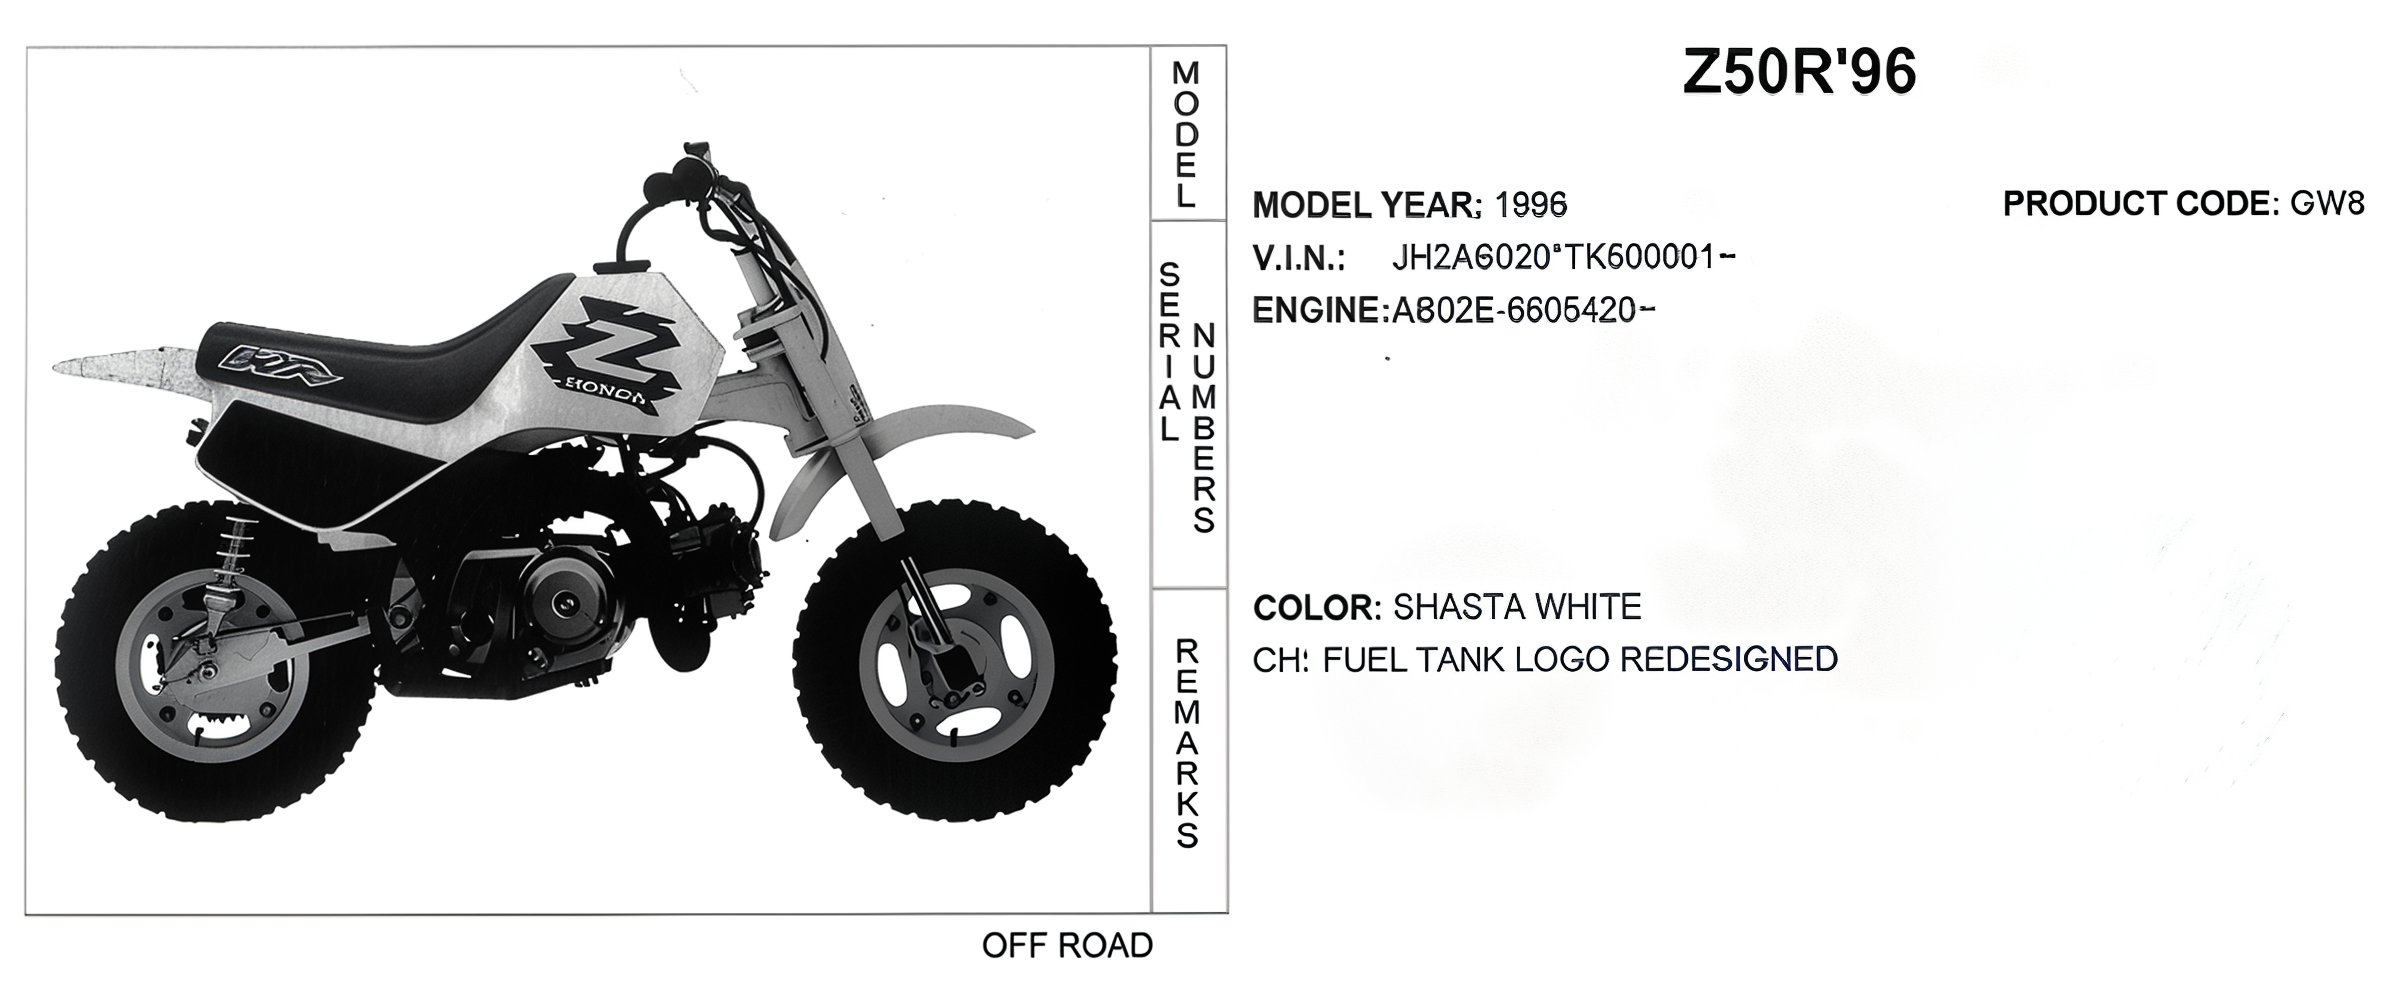 Z50R'96
MODEL
SERIAL NUMBERS
REMARKS
MODEL YEAR: 1996
PRODUCT CODE: GW8
V.I.N.: JH2A6020*TK600001-
ENGINE: A802E-6605420-
COLOR: SHASTA WHITE
CH: FUEL TANK LOGO REDESIGNED
Z
HONDA
OFF ROAD